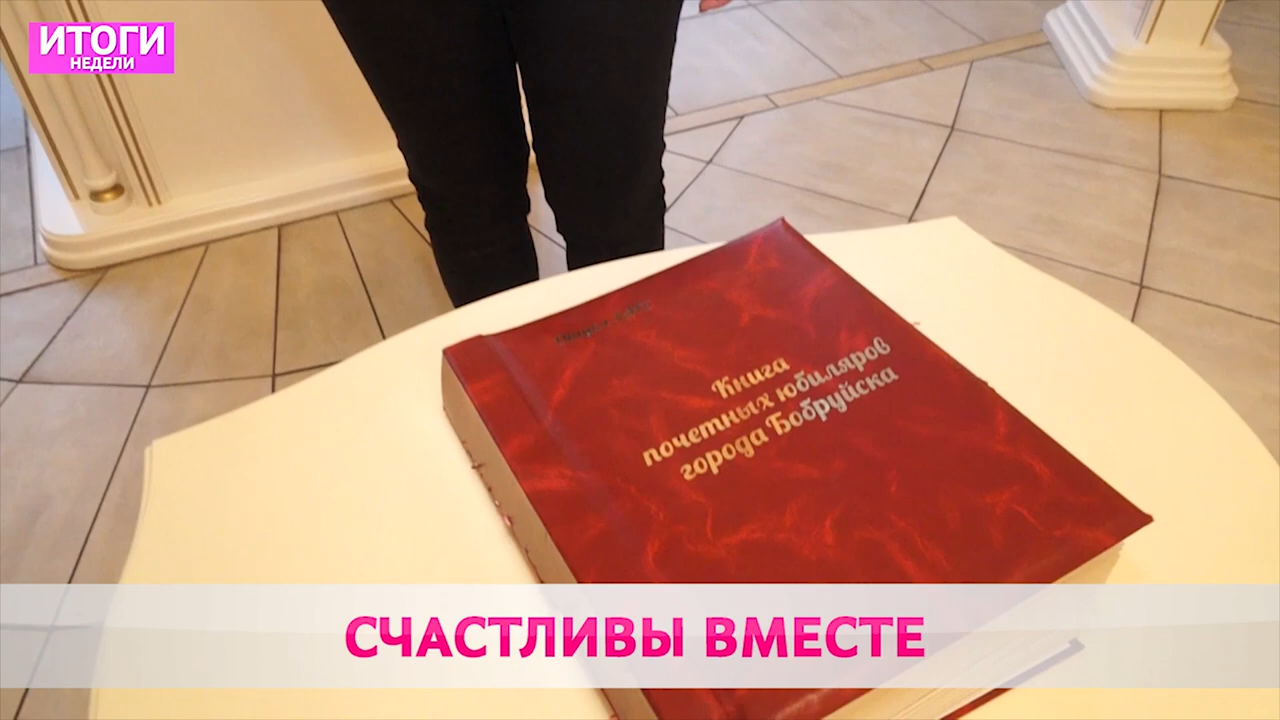 ИТОГИ
НЕДЕЛИ
Книга
почетных юбиляров
города Бобруйска
СЧАСТЛИВЫ ВМЕСТЕ